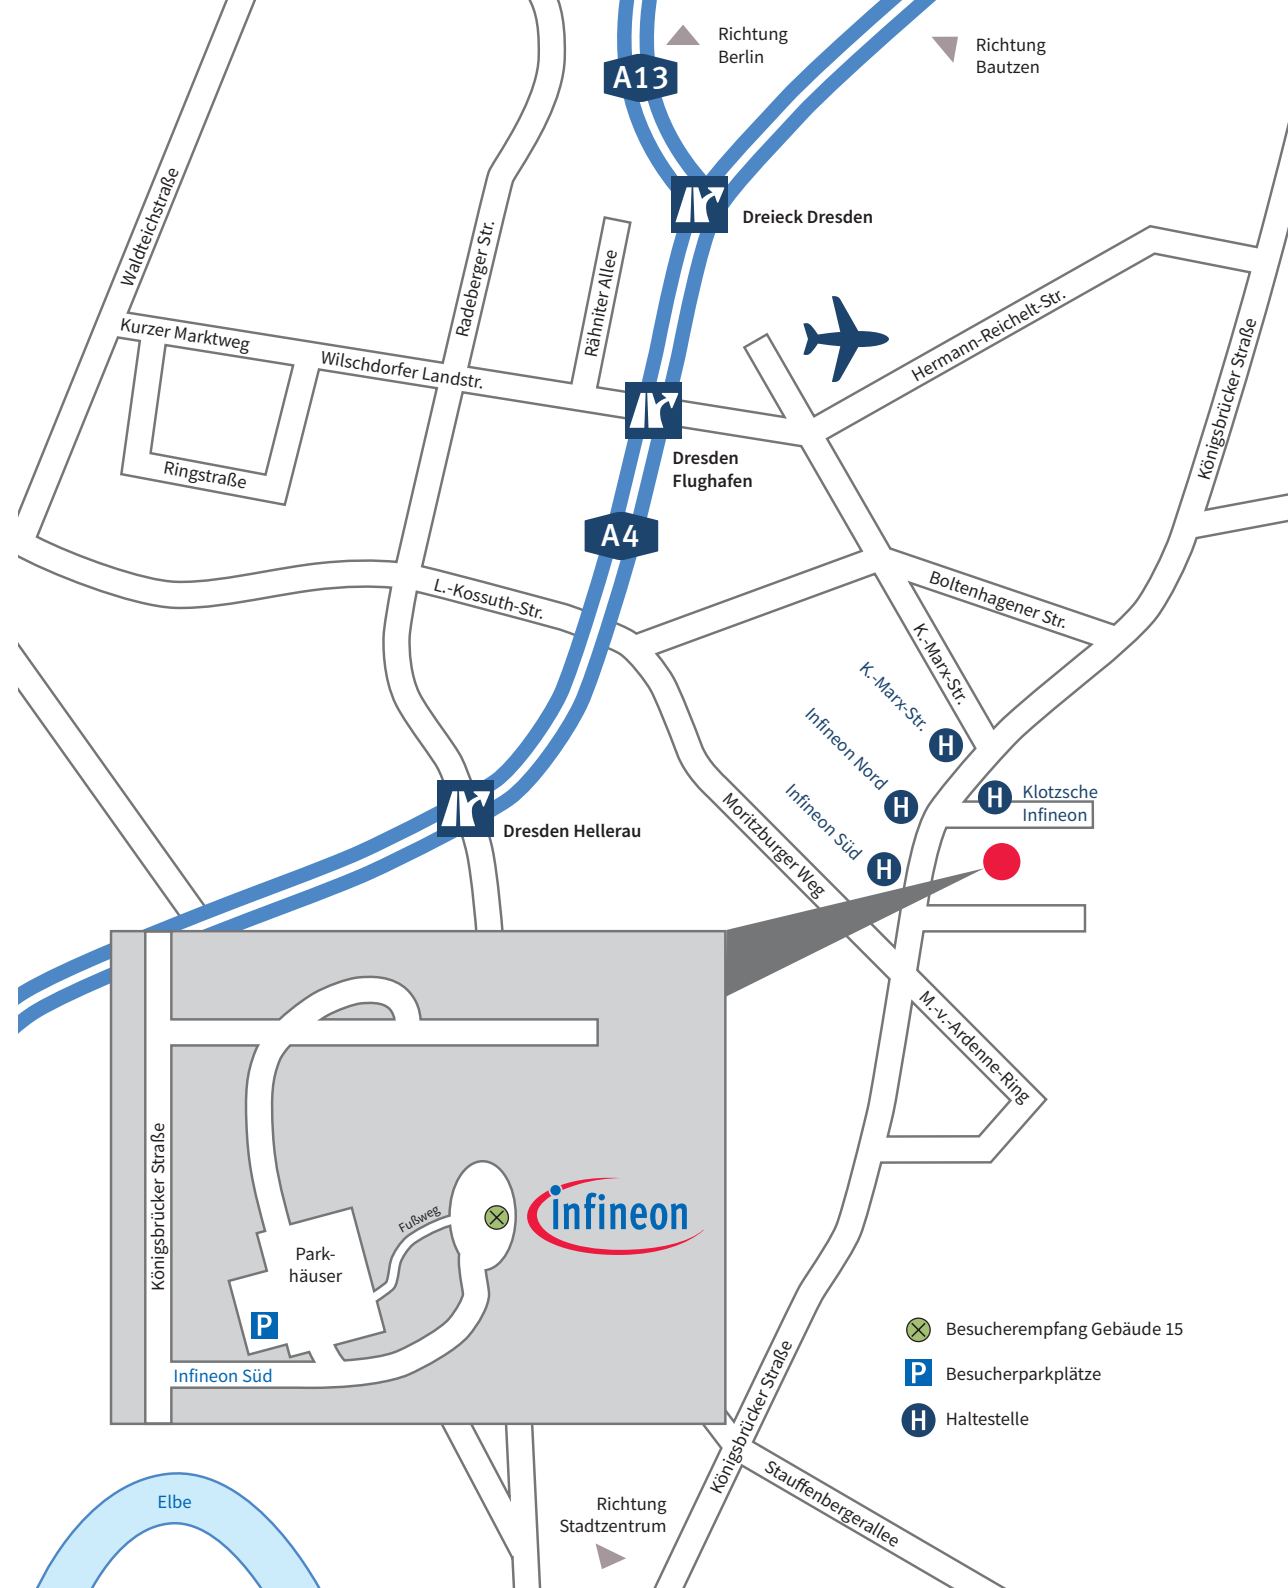 Richtung
Berlin
Richtung
Bautzen
A13
Dreieck Dresden
Waldteichstraße
Radeberger Str.
Rähniter Allee
Kurzer Marktweg
Wilschdorfer Landstr.
Hermann-Reichelt-Str.
Königsbrücker Straße
Ringstraße
Dresden
Flughafen
A4
L.-Kossuth-Str.
Boltenhagener Str.
K.-Marx-Str.
K.-Marx-Str.
H
Infineon Nord
H
Infineon Süd
H
H
Klotzsche
Infineon
Dresden Hellerau
Moritzburger Weg
M.-v.-Ardenne-Ring
Königsbrücker Straße
Fußweg
infineon
Park-
häuser
P
Infineon Süd
Besucherempfang Gebäude 15
P
Besucherparkplätze
H
Haltestelle
Königsbrücker Straße
Stauffenbergerallee
Elbe
Richtung
Stadtzentrum